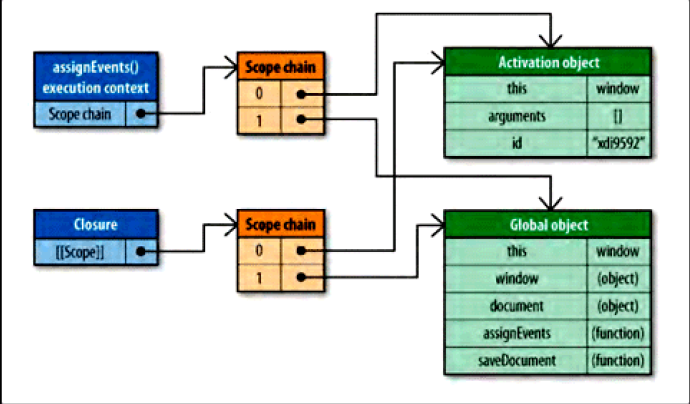 assignEvents()
execution context
Scope chain
Scope chain
0
1
Activation object
this window
arguments []
id "xdi9592"
Closure
[[Scope]]
Scope chain
0
1
Global object
this window
window (object)
document (object)
assignEvents (function)
saveDocument (function)